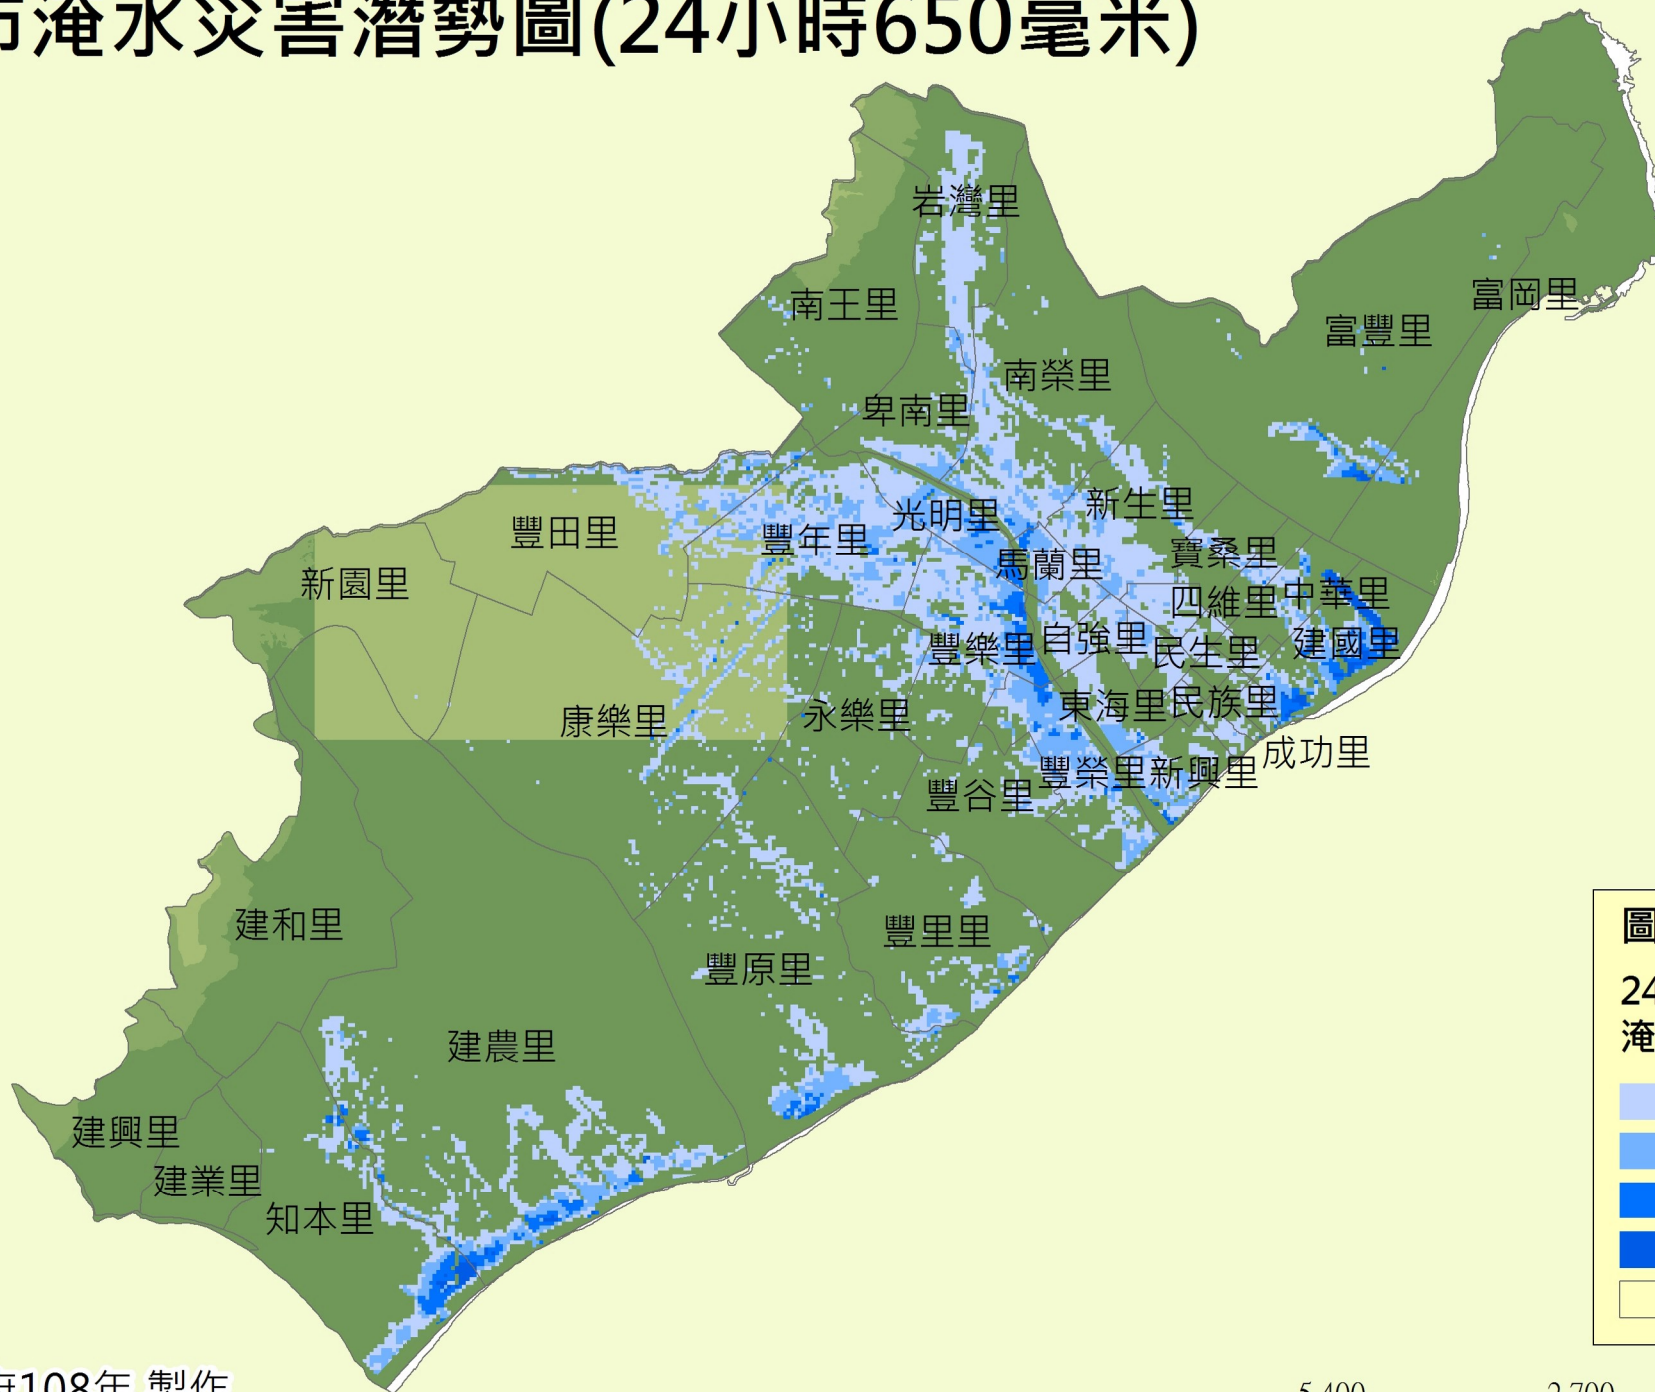 市淹水災害潛勢圖(24小時650毫米)
岩灣里
南王里
富岡里
富豐里
南榮里
卑南里
新生里
光明里
豐田里
豐年里
寶桑里
馬蘭里
新園里
四維里
中華里
豐樂里
自強里
民生里
建國里
康樂里
永樂里
東海里
民族里
成功里
豐榮里
新興里
豐谷里
建和里
豐里里
豐原里
圖
24
淹
建農里
建興里
建業里
知本里
府108年 製作
5,400 2,700